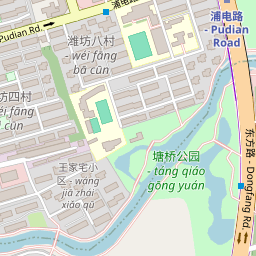 浦电路
- Pudian
Road
浦电路
Pudian Rd.
潍坊八村
wéi fāng
bā cūn
坊四村
éi fāng
sì cūn
塘桥公园
- táng qiáo
gōng yuán
王家宅小
区 - wáng
jiā zhái
xiǎo qū
东方路 - Dongfang Rd.